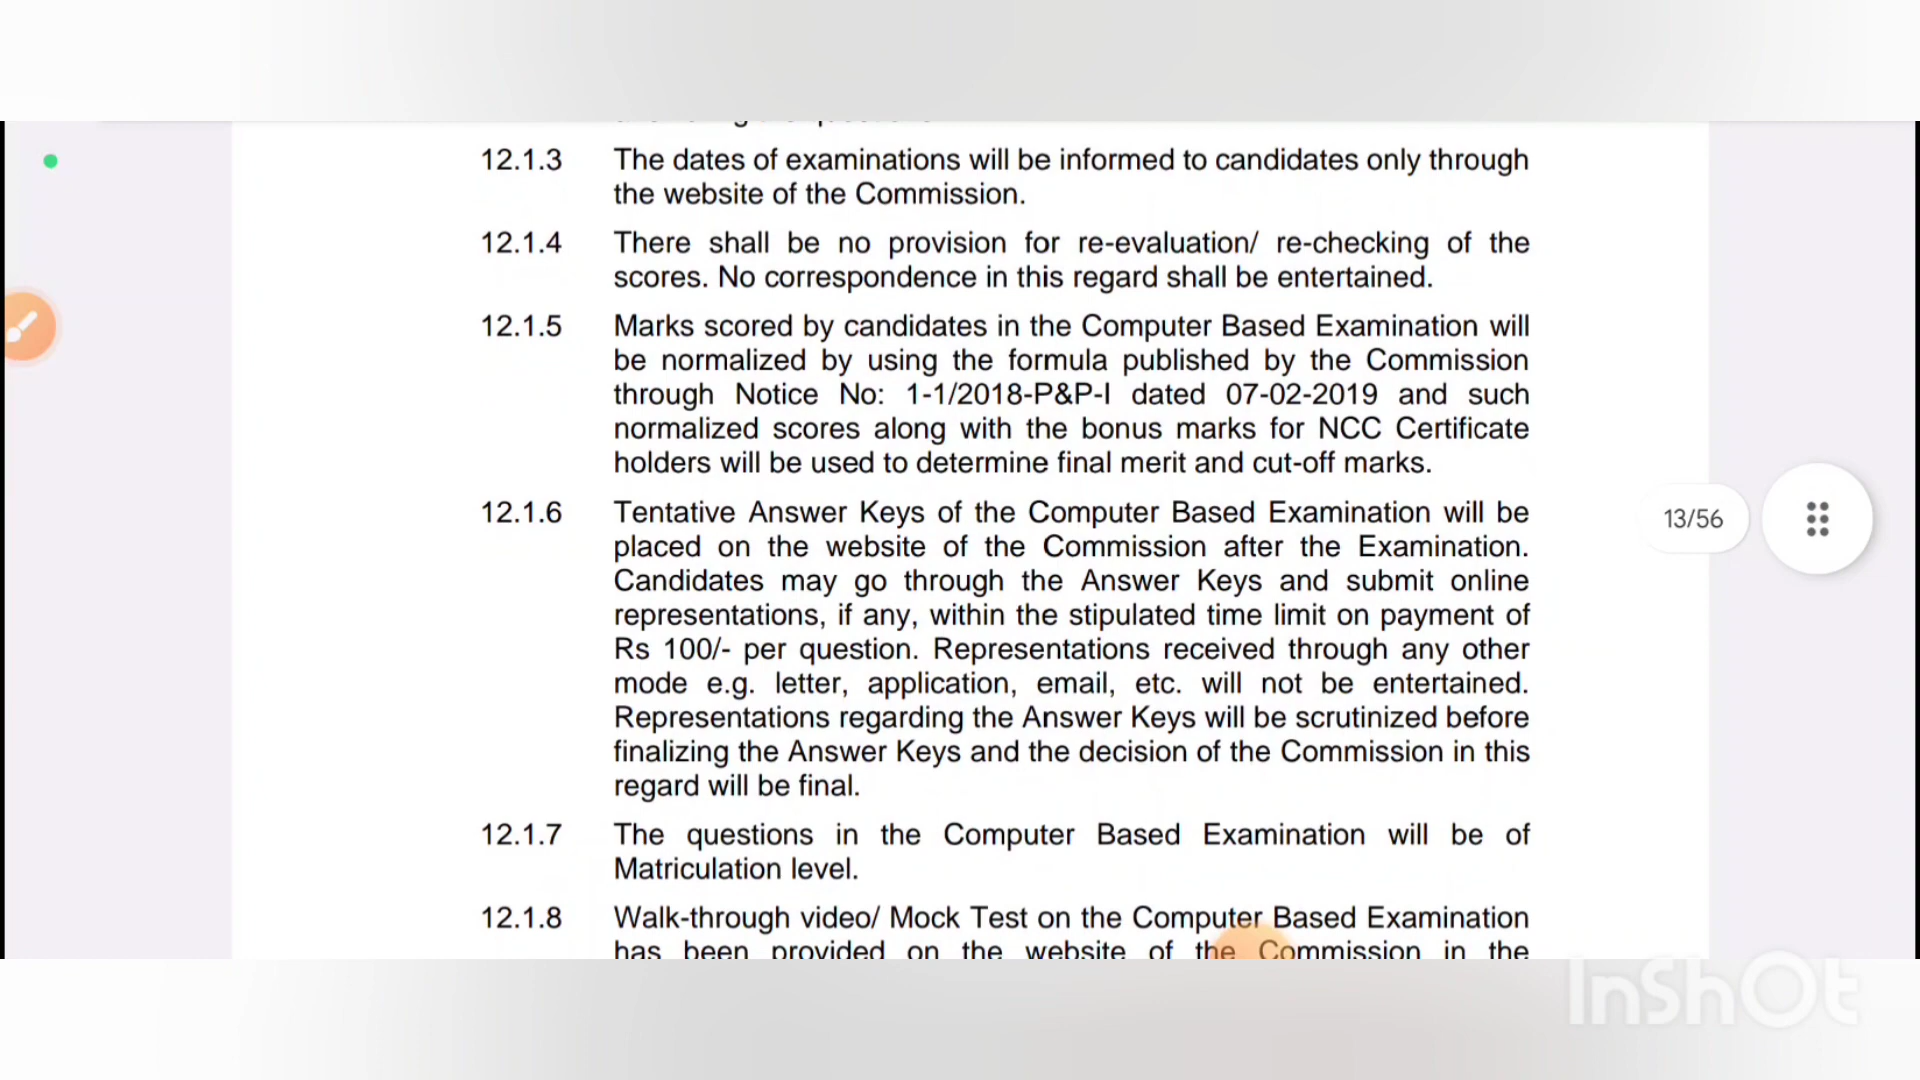 12.1.3 The dates of examinations will be informed to candidates only through
the website of the Commission.
12.1.4 There shall be no provision for re-evaluation/ re-checking of the
scores. No correspondence in this regard shall be entertained.
12.1.5 Marks scored by candidates in the Computer Based Examination will
be normalized by using the formula published by the Commission
through Notice No: 1-1/2018-P&P-I dated 07-02-2019 and such
normalized scores along with the bonus marks for NCC Certificate
holders will be used to determine final merit and cut-off marks.
12.1.6 Tentative Answer Keys of the Computer Based Examination will be
placed on the website of the Commission after the Examination.
Candidates may go through the Answer Keys and submit online
representations, if any, within the stipulated time limit on payment of
Rs 100/- per question. Representations received through any other
mode e.g. letter, application, email, etc. will not be entertained.
Representations regarding the Answer Keys will be scrutinized before
finalizing the Answer Keys and the decision of the Commission in this
regard will be final.
13/56
12.1.7 The questions in the Computer Based Examination will be of
Matriculation level.
12.1.8 Walk-through video/ Mock Test on the Computer Based Examination
has been provided on the website of the Commission in the
InShOt